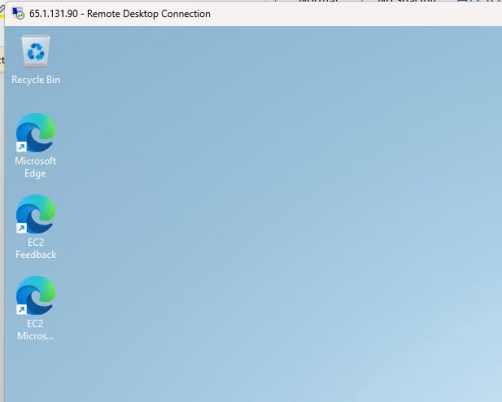 65.1.131.90 - Remote Desktop Connection
Recycle Bin
Microsoft
Edge
EC2
Feedback
EC2
Micros...